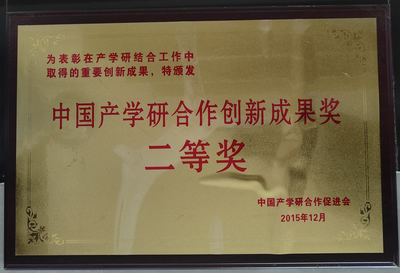 为表彰在产学研结合工作中
取得的重要创新成果，特颁发
中国产学研合作创新成果奖
二等奖
中国产学研合作促进会
2015年12月